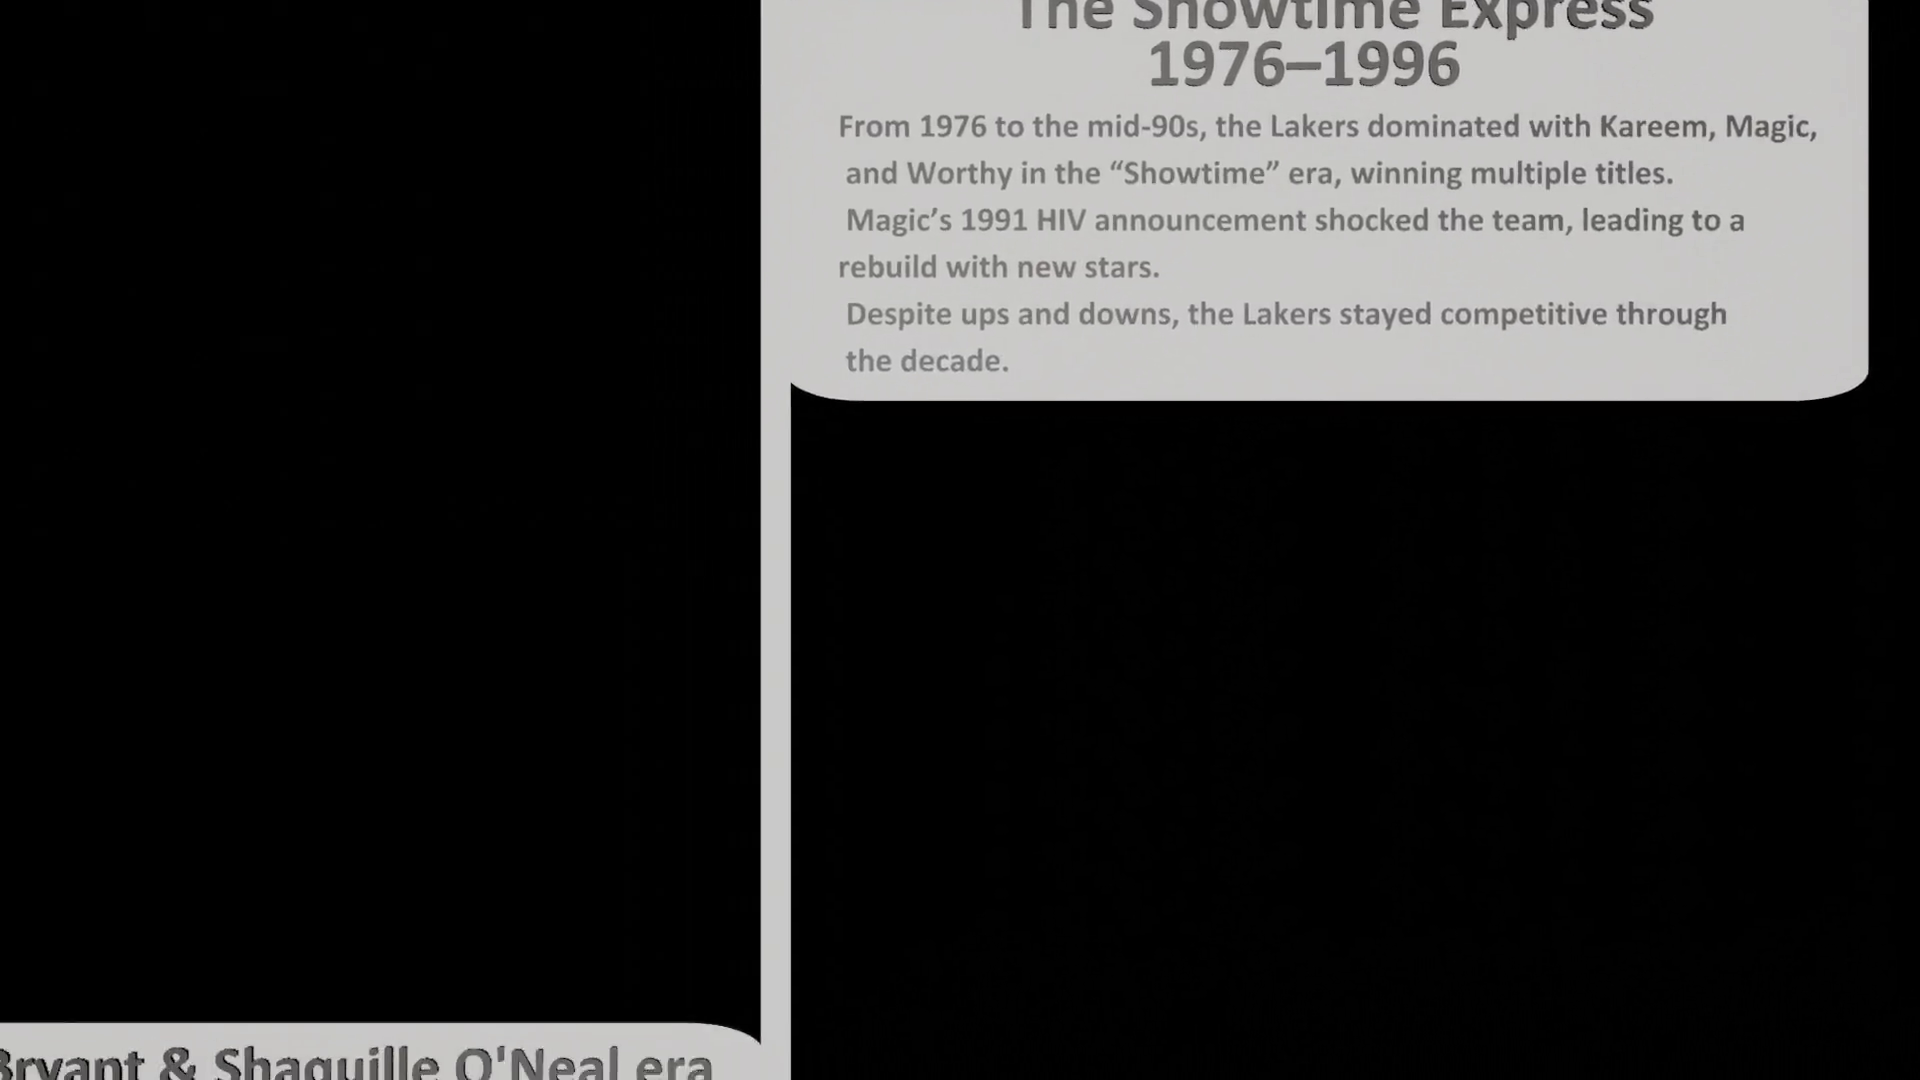 The Showtime Express
1976–1996
From 1976 to the mid-90s, the Lakers dominated with Kareem, Magic,
and Worthy in the “Showtime” era, winning multiple titles.
Magic’s 1991 HIV announcement shocked the team, leading to a
rebuild with new stars.
Despite ups and downs, the Lakers stayed competitive through
the decade.
Bryant & Shaquille O'Neal era